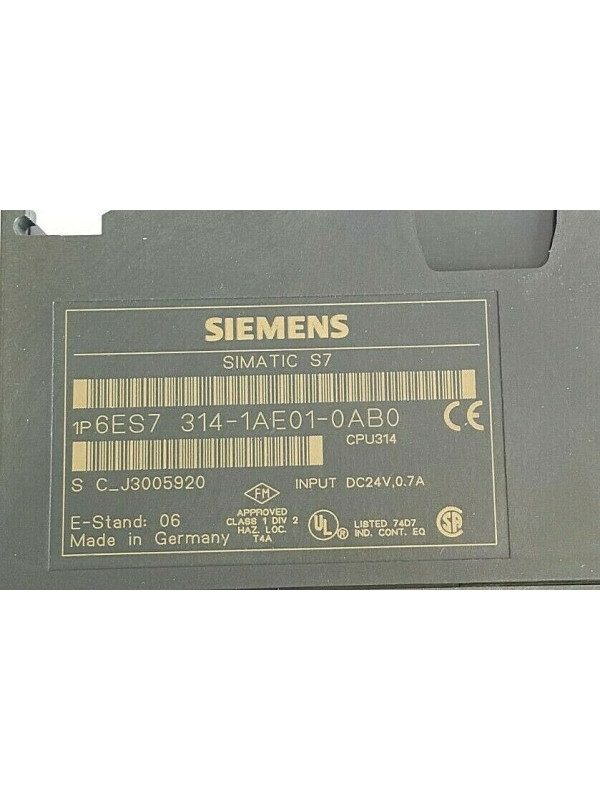 SIEMENS
SIMATIC S7
1P 6ES7 314-1AE01-0AB0
CE
CPU314
S C_J3005920
INPUT DC24V,0.7A
FM
APPROVED
CLASS 1 DIV 2
HAZ. LOC.
T4A
E-Stand: 06
Made in Germany
UL ®
LISTED 74D7
IND. CONT. EQ
SA